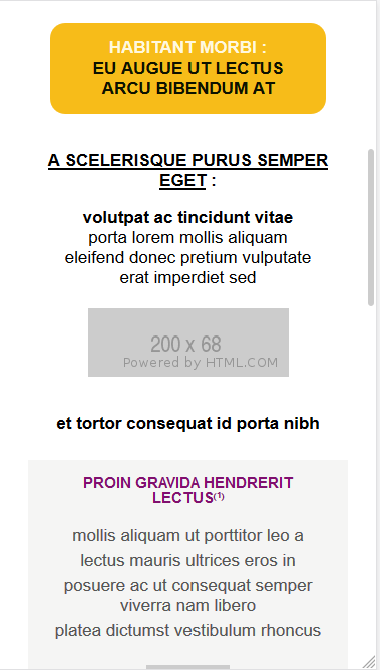 HABITANT MORBI :
EU AUGUE UT LECTUS
ARCU BIBENDUM AT
A SCELERISQUE PURUS SEMPER
EGET :
volutpat ac tincidunt vitae
porta lorem mollis aliquam
eleifend donec pretium vulputate
erat imperdiet sed
200 x 68
Powered by HTML.COM
et tortor consequat id porta nibh
PROIN GRAVIDA HENDRERIT
LECTUS(1)
mollis aliquam ut porttitor leo a
lectus mauris ultrices eros in
posuere ac ut consequat semper
viverra nam libero
platea dictumst vestibulum rhoncus